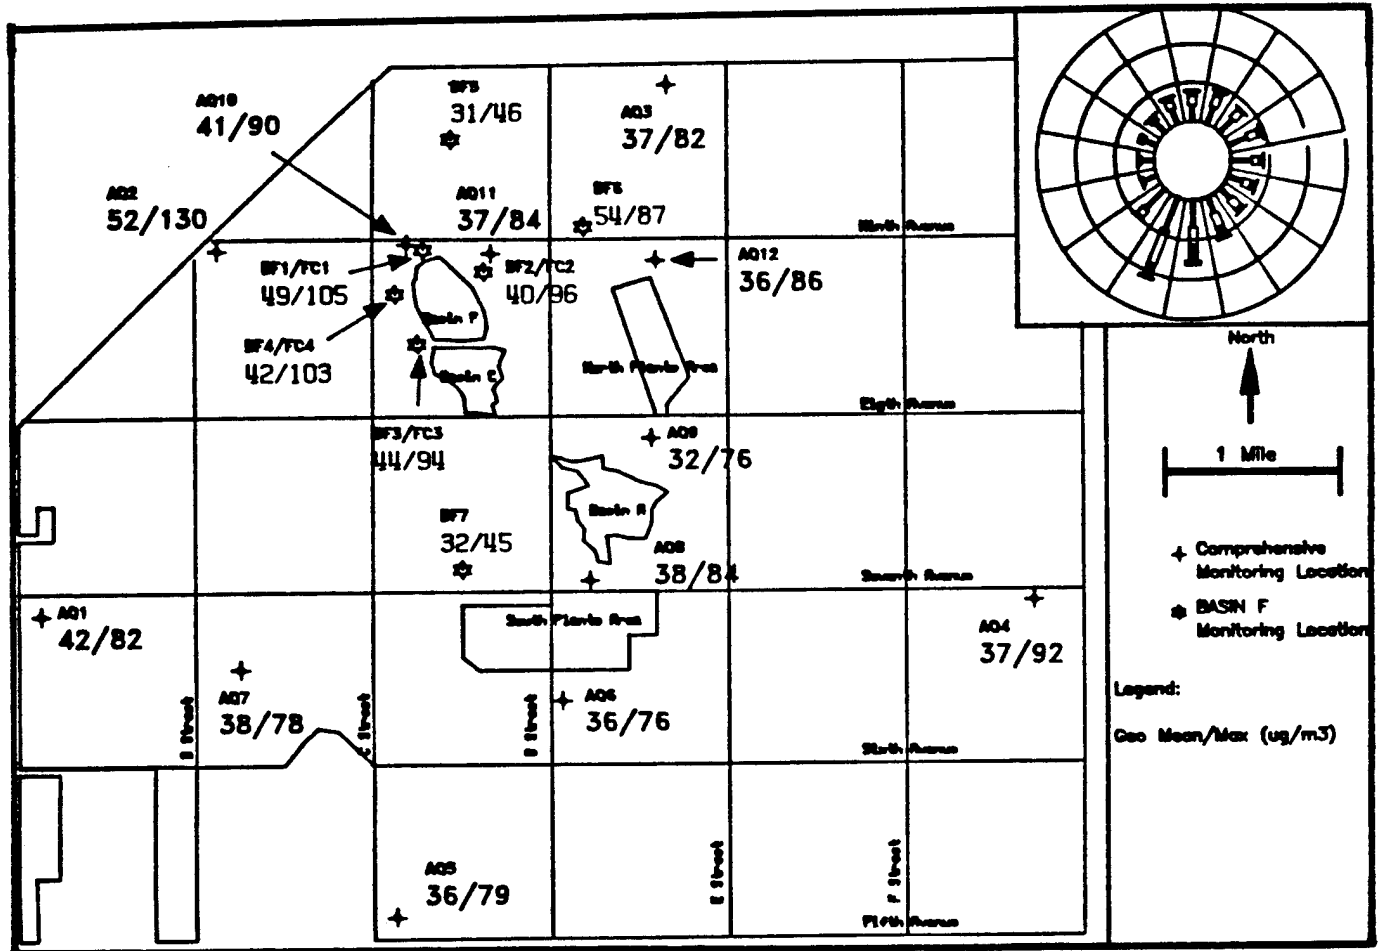 BF5
31/46
AQ10
41/90
AQ3
37/82
AQ2
52/130
AQ11
37/84
BF6
54/87
Ninth Avenue
BF1/FC1
49/105
BF2/FC2
40/96
AQ12
36/86
Basin F
BF4/FC4
42/103
North Plants Area
Basin C
North
Eigth Avenue
BF3/FC3
44/94
AQ9
32/76
1 Mile
Basin A
BF7
32/45
AQ8
38/84
Comprehensive
Monitoring Location
Seventh Avenue
BASIN F
Monitoring Location
AQ1
42/82
South Plants Area
AQ4
37/92
AQ7
38/78
AQ6
36/76
Legend:
Geo Mean/Max (ug/m3)
B Street
C Street
D Street
Sixth Avenue
AQ5
36/79
E Street
F Street
Fifth Avenue